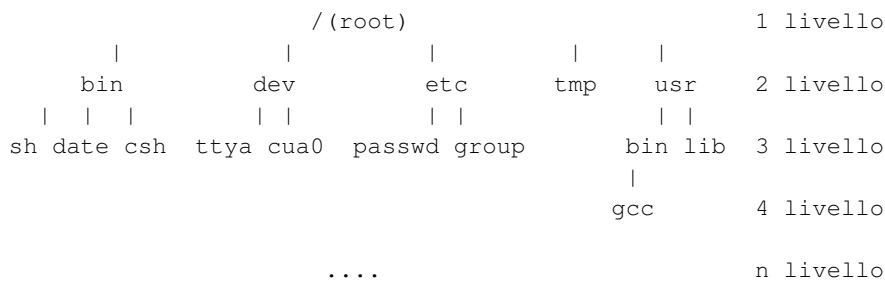 /(root) 1 livello
| | | | |
bin dev etc tmp usr 2 livello
| | | | | | | | |
sh date csh ttya cua0 passwd group bin lib 3 livello
|
gcc 4 livello
.... n livello